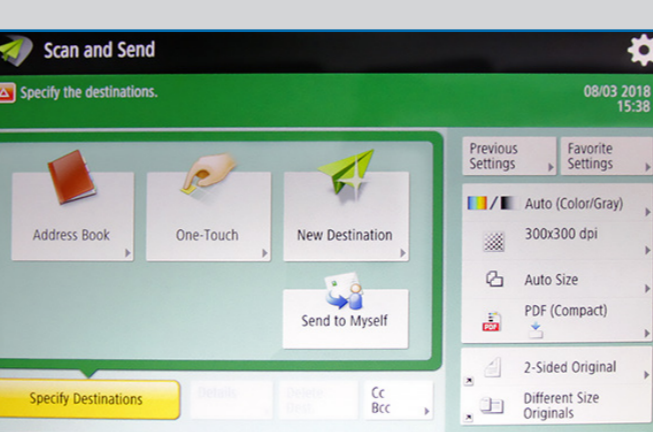 Scan and Send
Specify the destinations.
08/03 2018
15:38
Previous
Settings
Favorite
Settings
Address Book
One-Touch
New Destination
Send to Myself
Auto (Color/Gray)
300x300 dpi
Auto Size
PDF (Compact)
PDF
2-Sided Original
Different Size
Originals
Specify Destinations
Details
Cc
Bcc